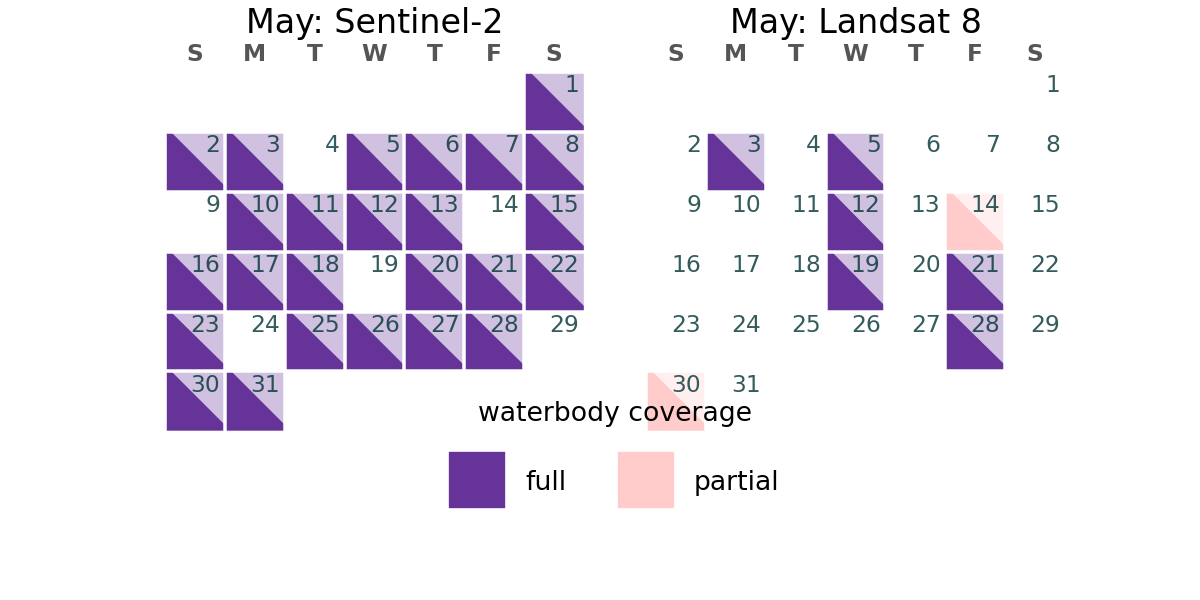 May: Sentinel-2
S M T W T F S
1
2 3 4 5 6 7 8
9 10 11 12 13 14 15
16 17 18 19 20 21 22
23 24 25 26 27 28 29
30 31
May: Landsat 8
S M T W T F S
1
2 3 4 5 6 7 8
9 10 11 12 13 14 15
16 17 18 19 20 21 22
23 24 25 26 27 28 29
30 31
waterbody coverage
full partial